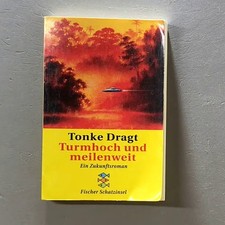 Tonke Dragt
Turmhoch und
meilenweit
Ein Zukunftsroman
Fischer Schatzinsel